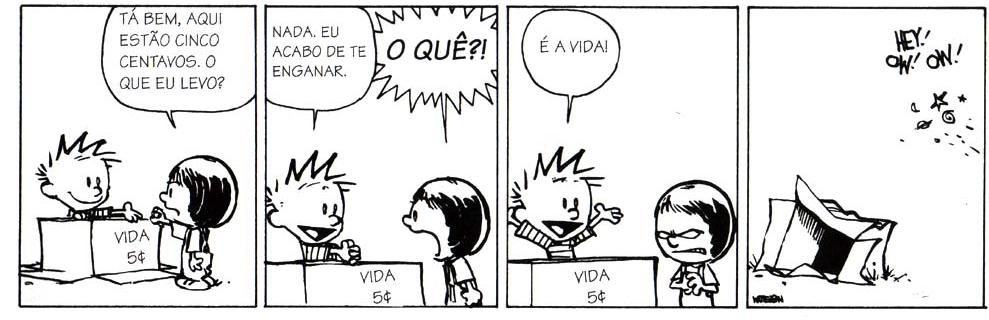 TÁ BEM, AQUI
ESTÃO CINCO
CENTAVOS. O
QUE EU LEVO?
VIDA
5¢
NADA. EU
ACABO DE TE
ENGANAR.
O QUÊ?!
VIDA
5¢
É A VIDA!
VIDA
5¢
HEY!
OW! OW!
WATTERSON